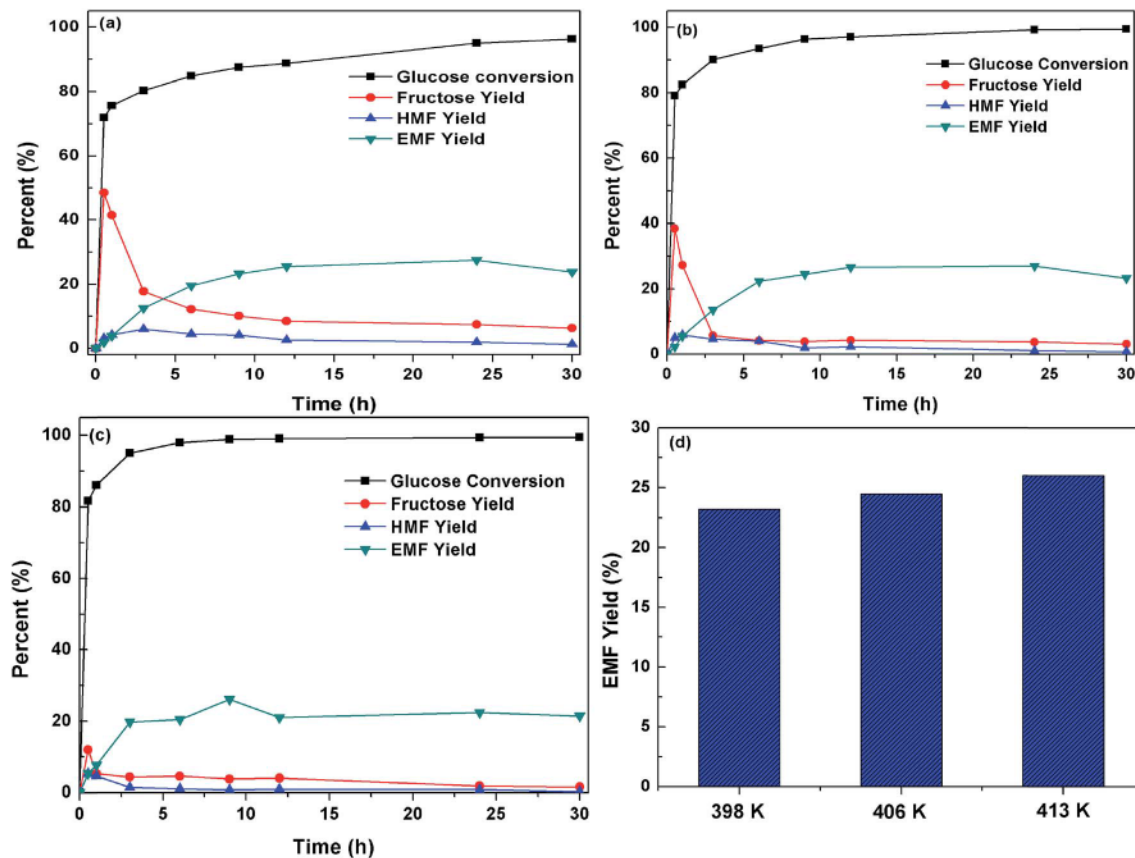 (a)
100
80
60
40
20
0
Percent (%)
Glucose conversion
Fructose Yield
HMF Yield
EMF Yield
0 5 10 15 20 25 30
Time (h)
(b)
100
80
60
40
20
0
Percent (%)
Glucose Conversion
Fructose Yield
HMF Yield
EMF Yield
0 5 10 15 20 25 30
Time (h)
(c)
100
80
60
40
20
0
Percent (%)
Glucose Conversion
Fructose Yield
HMF Yield
EMF Yield
0 5 10 15 20 25 30
Time (h)
(d)
30
25
20
15
10
5
0
EMF Yield (%)
398 K 406 K 413 K